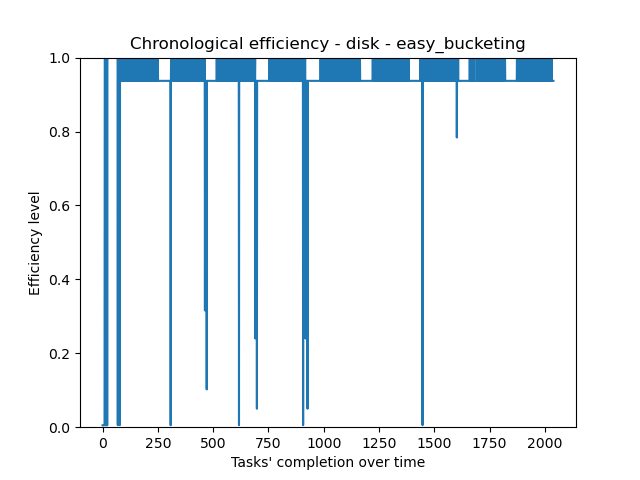 Chronological efficiency - disk - easy_bucketing
1.0
0.8
0.6
0.4
0.2
0.0
Efficiency level
0 250 500 750 1000 1250 1500 1750 2000
Tasks' completion over time